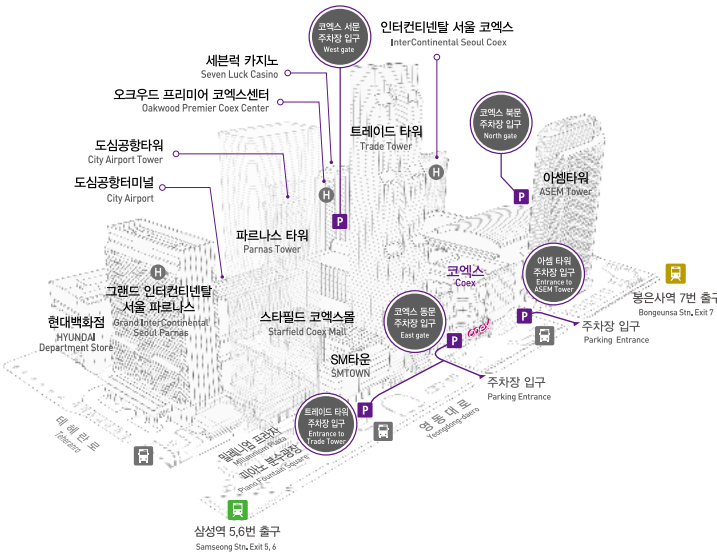 코엑스 서문
주차장 입구
West gate
인터컨티넨탈 서울 코엑스
InterContinental Seoul Coex
세븐럭 카지노
Seven Luck Casino
오크우드 프리미어 코엑스센터
Oakwood Premier Coex Center
코엑스 북문
주차장 입구
North gate
트레이드 타워
Trade Tower
도심공항타워
City Airport Tower
H
H
아셈타워
ASEM Tower
도심공항터미널
City Airport
P
P
파르나스 타워
Parnas Tower
아셈 타워
주차장 입구
Entrance to
ASEM Tower
H
코엑스
Coex
그랜드 인터컨티넨탈
서울 파르나스
Grand InterContinental
Seoul Parnas
봉은사역 7번 출구
Bongeunsa Stn. Exit 7
현대백화점
HYUNDAI
Department Store
스타필드 코엑스몰
Starfield Coex Mall
코엑스 동문
주차장 입구
East gate
coex
P
P
주차장 입구
Parking Entrance
SM타운
SMTOWN
주차장 입구
Parking Entrance
P
트레이드 타워
주차장 입구
Entrance to
Trade Tower
테헤란로
Teheranro
영동대로
Yeongdong-daero
밀레니엄 프라자
Millennium Plaza
피아노 분수광장
Piano Fountain Square
삼성역 5,6번 출구
Samseong Stn. Exit 5, 6